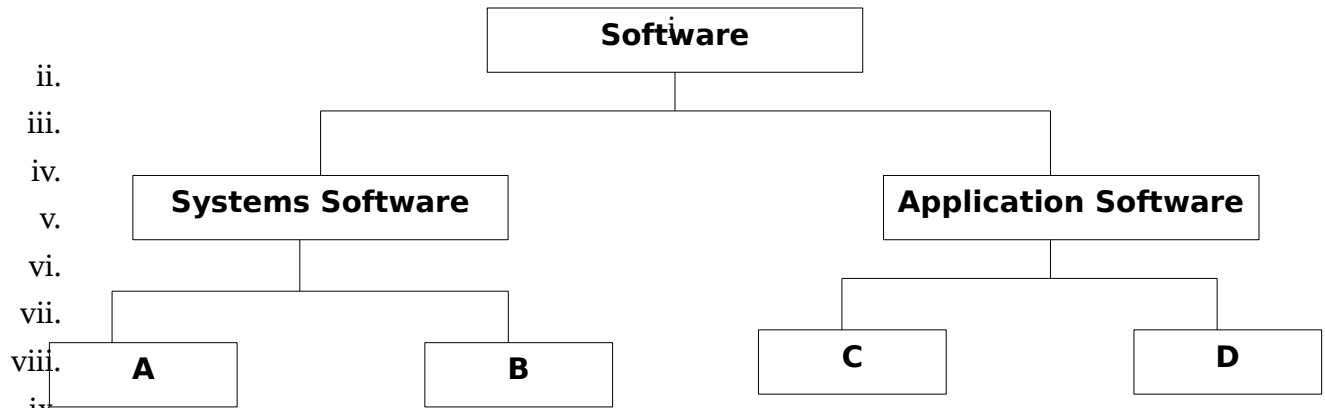 i.
Software
ii.
iii.
iv.
Systems Software
Application Software
v.
vi.
vii.
viii.
A
B
C
D